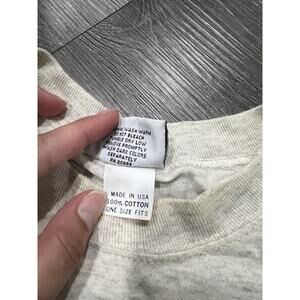 WASH WARM
NOT BLEACH
TUMBLE DRY LOW
REMOVE PROMPTLY
WASH DARK COLORS
SEPARATELY
MADE IN USA
100% COTTON
ONE SIZE FITS